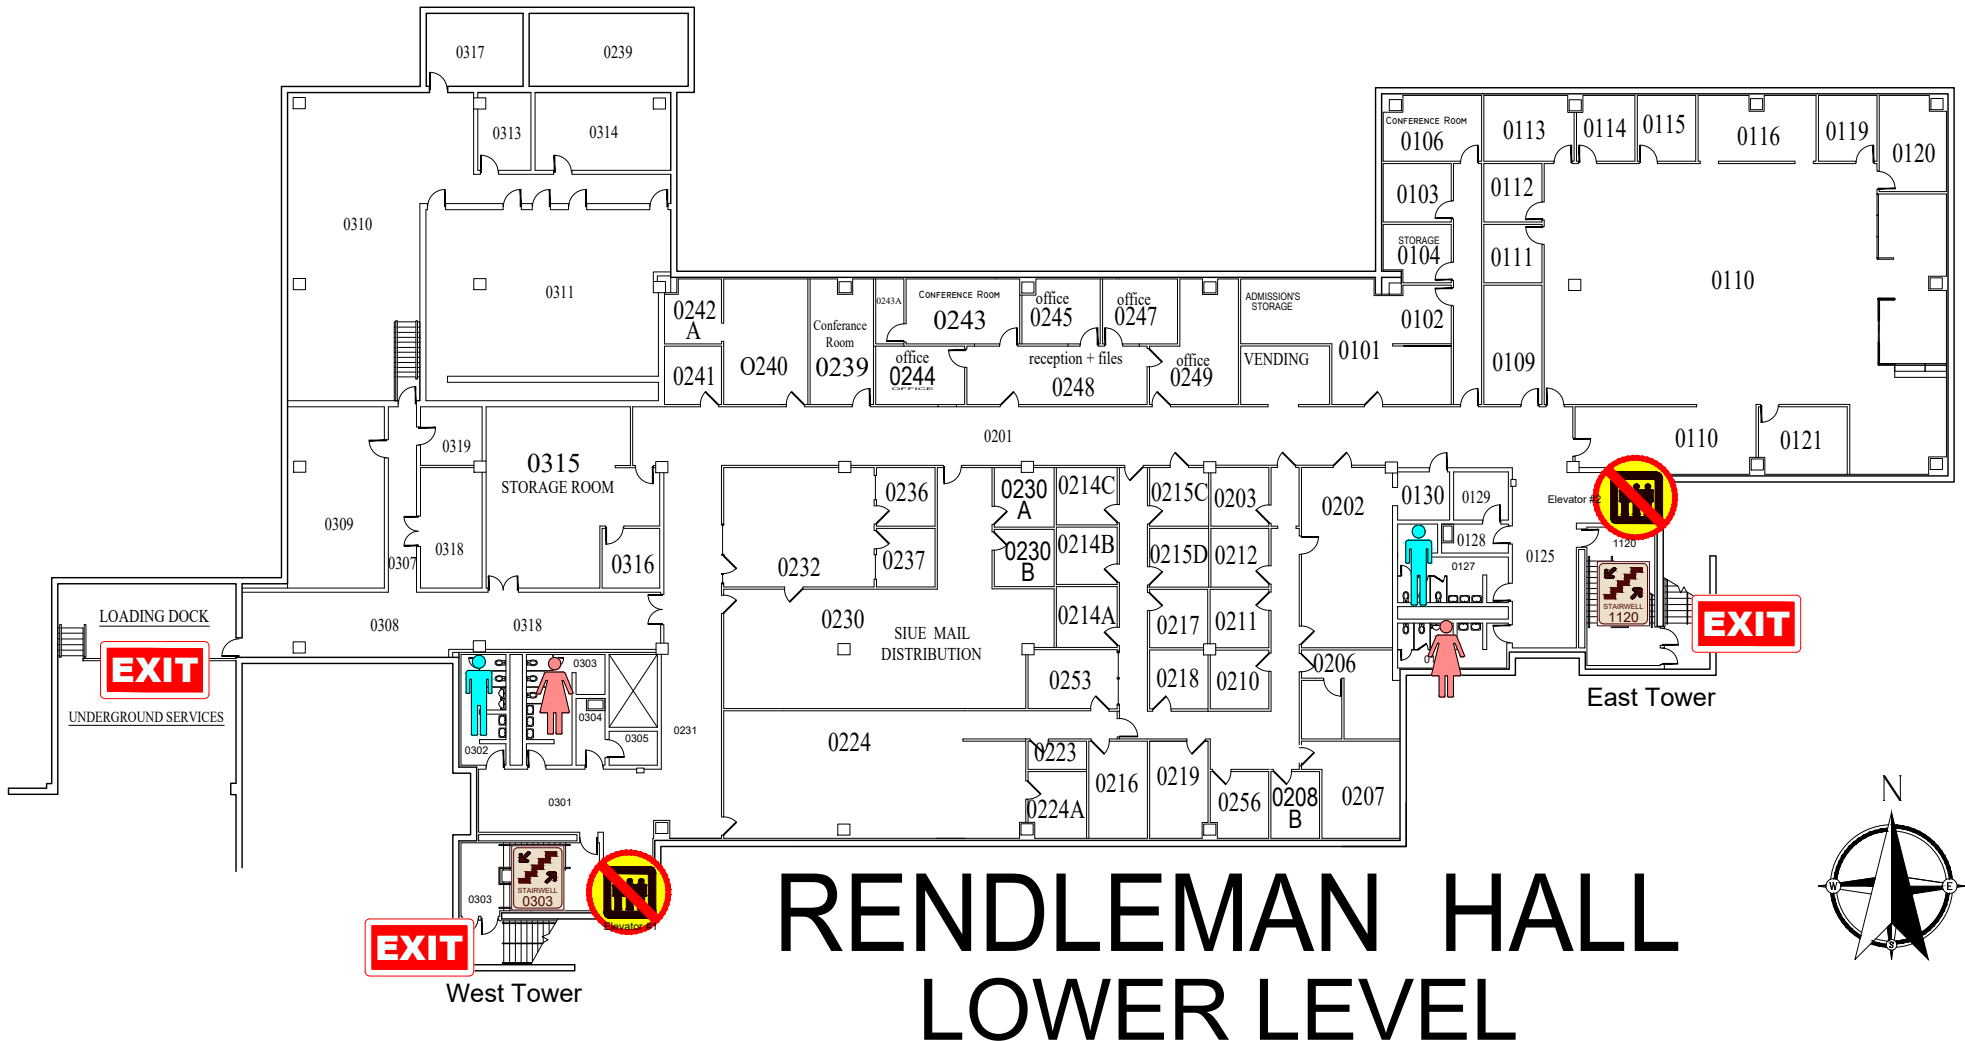 0317
0239
0313
0314
0310
0311
CONFERENCE ROOM
0106
0113
0114
0115
0116
0119
0120
0103
0112
STORAGE
0104
0111
0110
0102
0109
0242
A
0241
O240
Conferance
Room
0239
0243A
CONFERENCE ROOM
0243
office
0245
office
0247
office
0244
OFFICE
reception + files
0248
office
0249
ADMISSION'S
STORAGE
VENDING
0101
0201
0110
0121
0319
0315
STORAGE ROOM
0309
0307
0318
0316
0236
0237
0232
0230
A
0230
B
0214C
0214B
0214A
0215C
0215D
0203
0212
0202
0130
0129
0128
0127
0125
Elevator #2
1120
STAIRWELL
1120
EXIT
East Tower
LOADING DOCK
EXIT
UNDERGROUND SERVICES
0308
0318
0230
SIUE MAIL
DISTRIBUTION
0217
0211
0218
0210
0206
0253
0303
0304
0305
0302
0231
0224
0223
0224A
0216
0219
0256
0208
B
0207
0301
0303
STAIRWELL
0303
Elevator #1
EXIT
West Tower
RENDLEMAN HALL
LOWER LEVEL
N
W
E
S